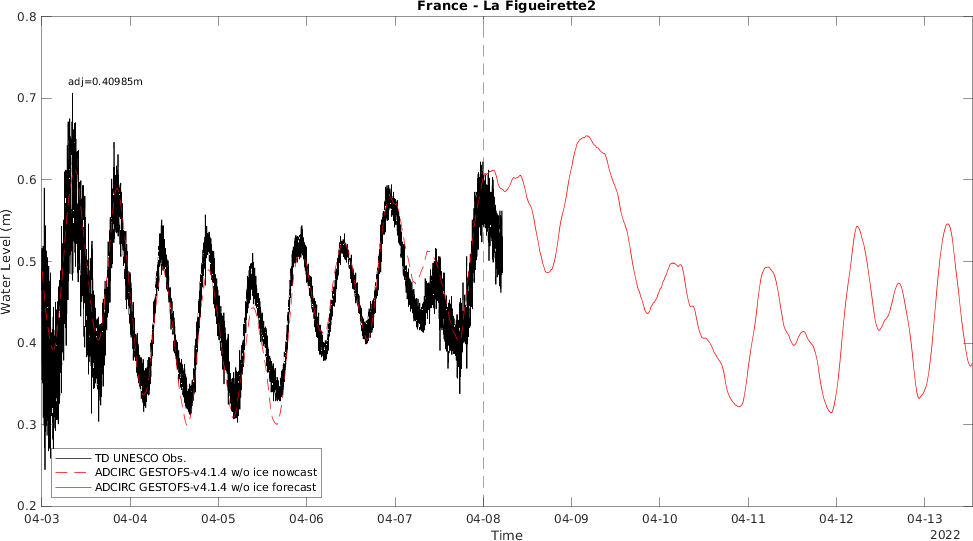 France - La Figueirette2
0.8
0.7
0.6
0.5
0.4
0.3
0.2
Water Level (m)
adj=0.40985m
TD UNESCO Obs.
ADCIRC GESTOFS-v4.1.4 w/o ice nowcast
ADCIRC GESTOFS-v4.1.4 w/o ice forecast
04-03 04-04 04-05 04-06 04-07 04-08 04-09 04-10 04-11 04-12 04-13
Time
2022